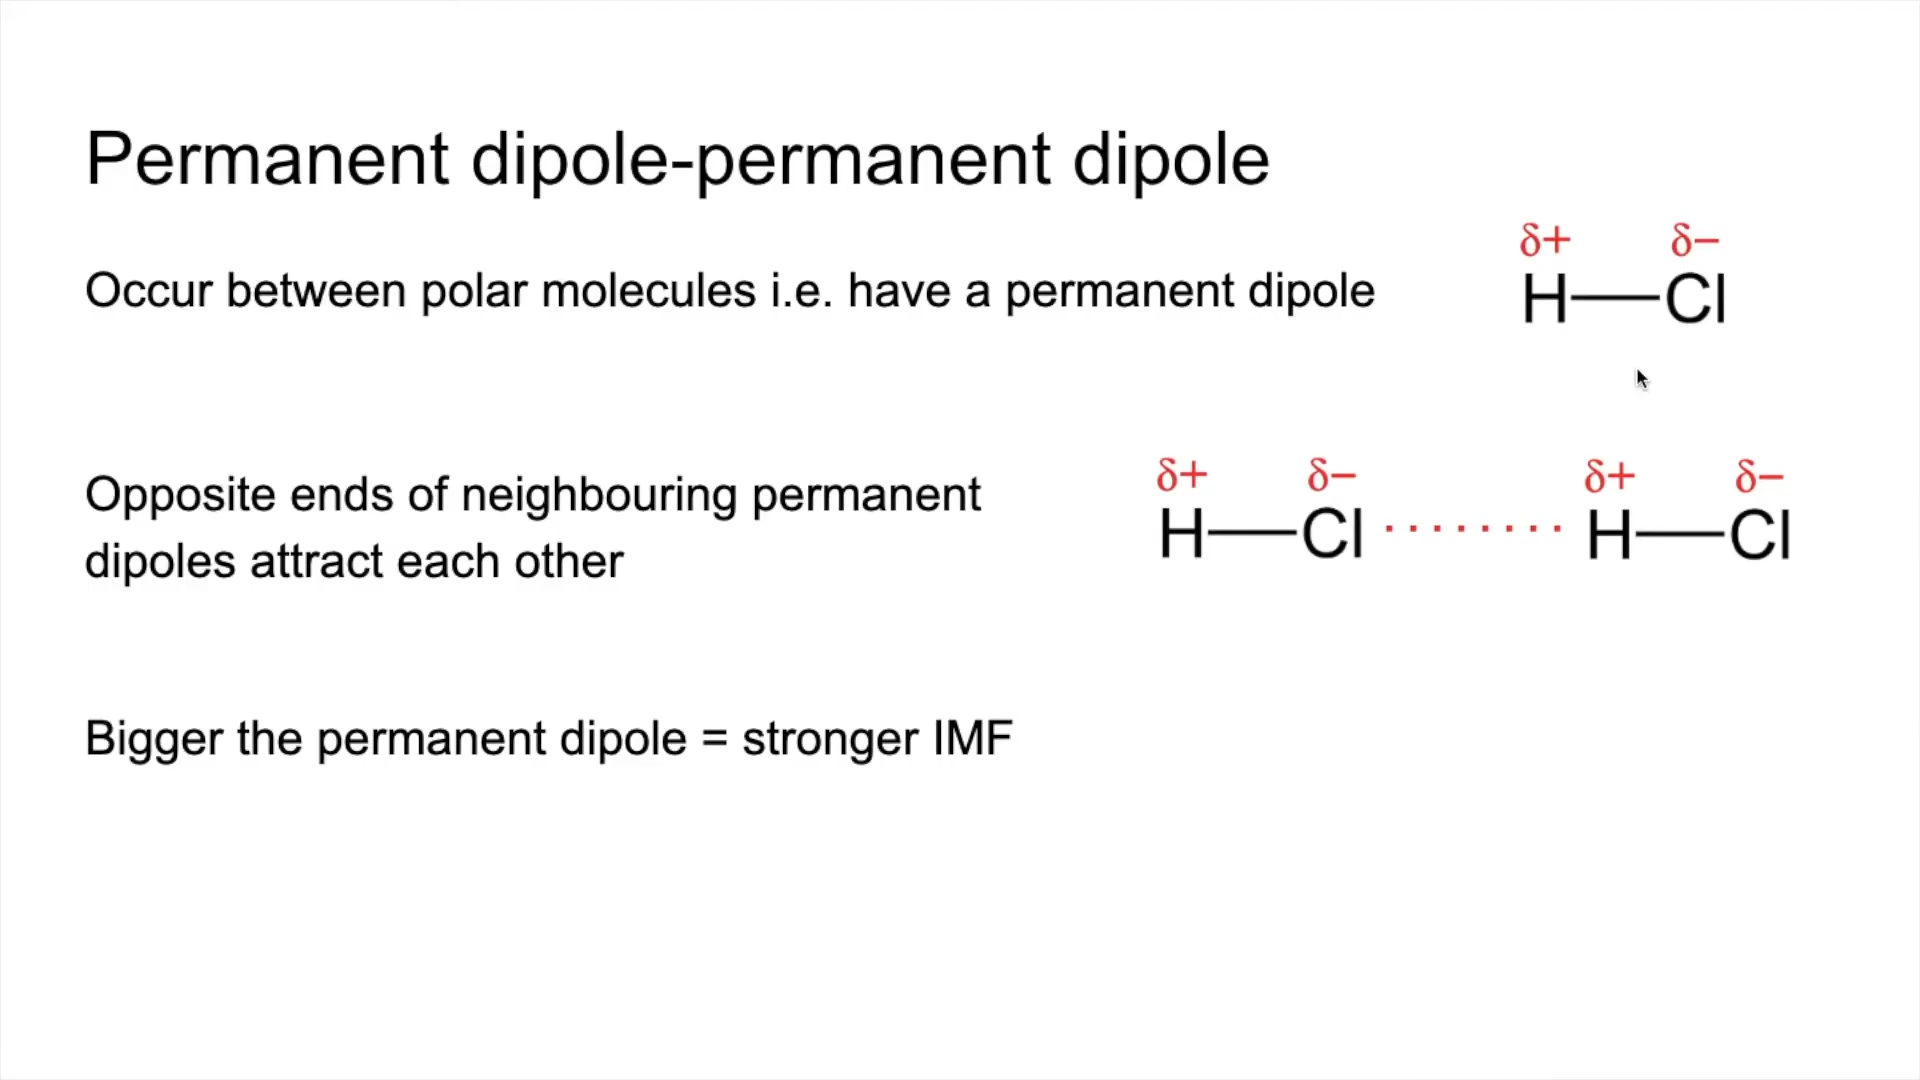 Permanent dipole-permanent dipole
δ+ δ−
Occur between polar molecules i.e. have a permanent dipole
H—Cl
δ+ δ− δ+ δ−
Opposite ends of neighbouring permanent
H—Cl ········ H—Cl
dipoles attract each other
Bigger the permanent dipole = stronger IMF